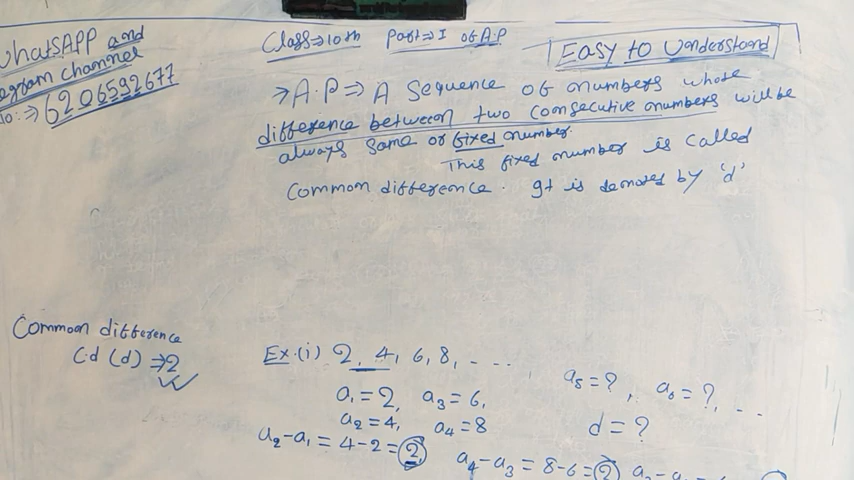 WhatsAPP and
egram channel
No:⇒ 6206592677
Class⇒10th Part⇒I of A.P
Easy to Understand
⇒A.P⇒ A Sequence of numbers whose
difference between two consecutive numbers will be
always same or fixed number.
This fixed number is called
Common difference. It is denoted by 'd'
Common difference
C.d (d) ⇒2
Ex.(i) 2, 4, 6, 8, - - - -
a₁ = 2, a₃ = 6,
a₂ = 4, a₄ = 8
a₅ = ?, a₆ = ?, - -
d = ?
a₂-a₁ = 4-2 = 2
a₄-a₃ = 8-6 = 2